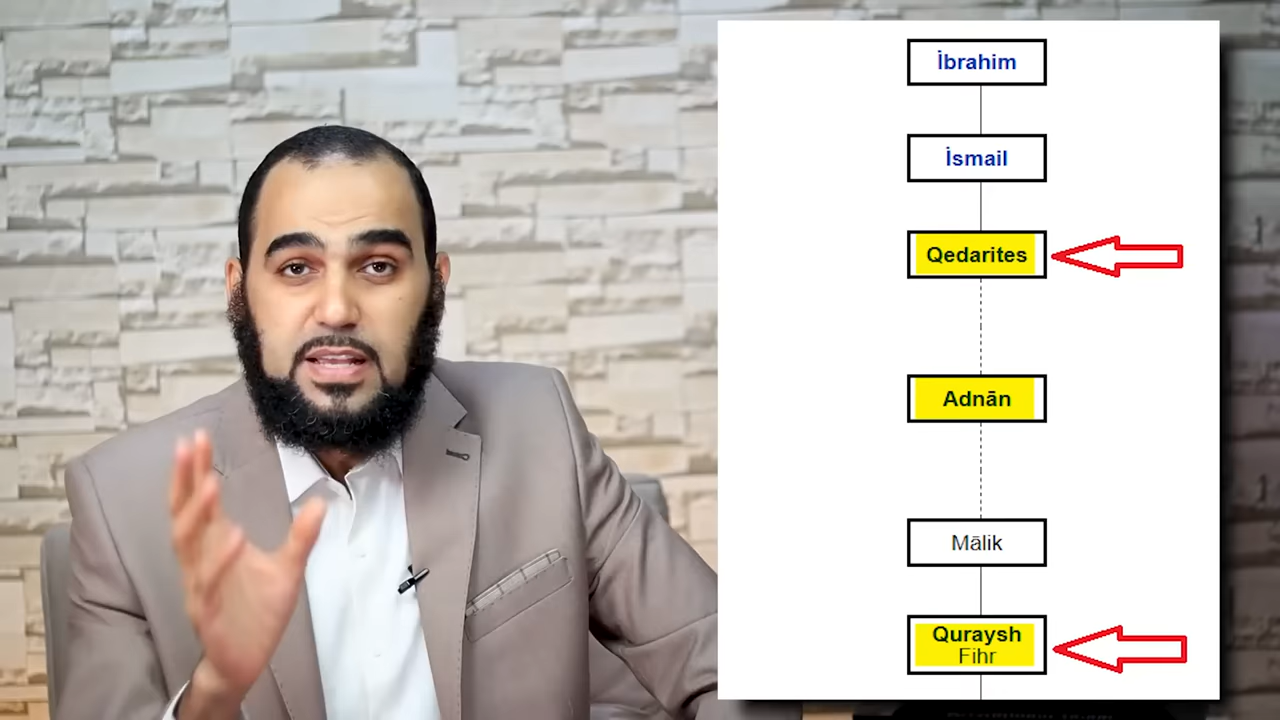 İbrahim
İsmail
Qedarites
Adnān
Mālik
Quraysh
Fihr